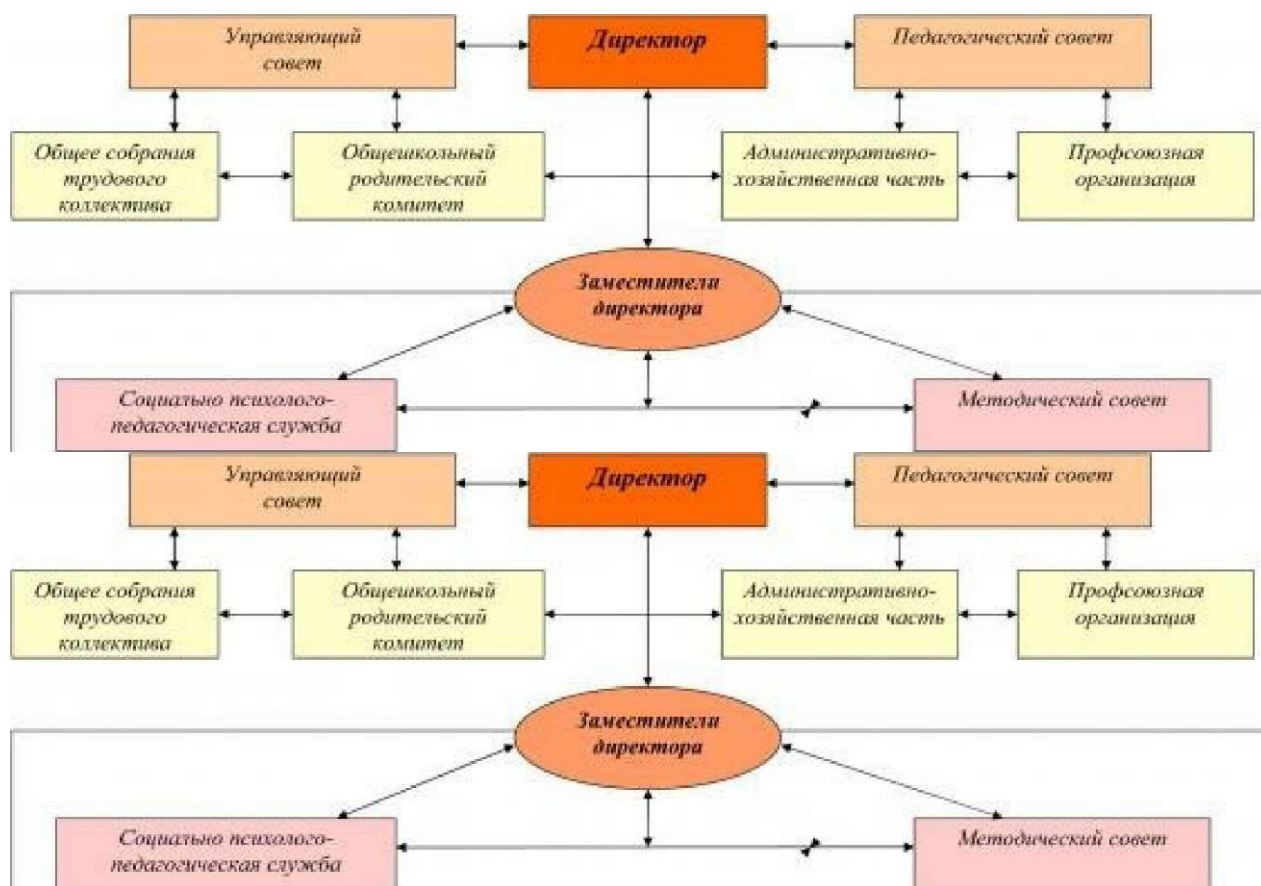 Управляющий
совет
Директор
Педагогический совет
Общее собрания
трудового
коллектива
Общешкольный
родительский
комитет
Административно-
хозяйственная часть
Профсоюзная
организация
Заместители
директора
Социально психолого-
педагогическая служба
Методический совет
Управляющий
совет
Директор
Педагогический совет
Общее собрания
трудового
коллектива
Общешкольный
родительский
комитет
Административно-
хозяйственная часть
Профсоюзная
организация
Заместители
директора
Социально психолого-
педагогическая служба
Методический совет